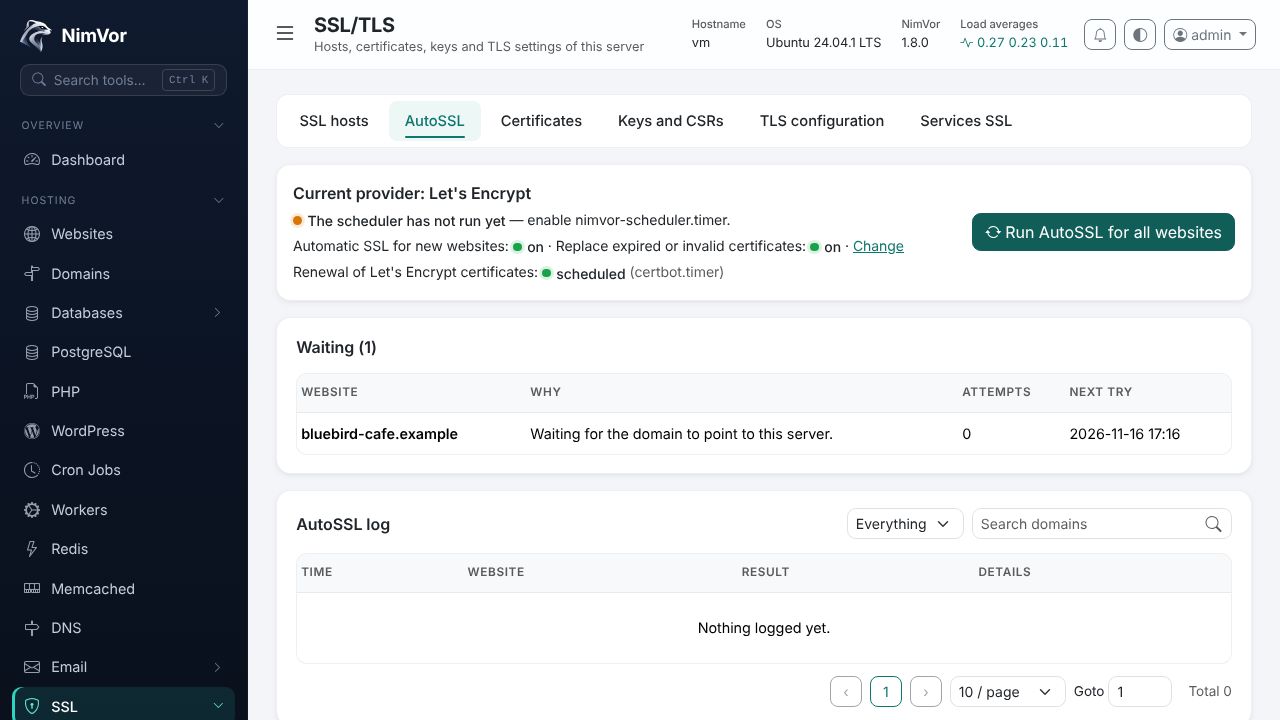 NimVor
Search tools...
Ctrl K
OVERVIEW
Dashboard
HOSTING
Websites
Domains
Databases
PostgreSQL
PHP
WordPress
Cron Jobs
Workers
Redis
Memcached
DNS
Email
SSL
SSL/TLS
Hosts, certificates, keys and TLS settings of this server
Hostname
vm
OS
Ubuntu 24.04.1 LTS
NimVor
1.8.0
Load averages
0.27 0.23 0.11
admin
SSL hosts
AutoSSL
Certificates
Keys and CSRs
TLS configuration
Services SSL
Current provider: Let's Encrypt
The scheduler has not run yet — enable nimvor-scheduler.timer.
Automatic SSL for new websites: on · Replace expired or invalid certificates: on · Change
Renewal of Let's Encrypt certificates: scheduled (certbot.timer)
Run AutoSSL for all websites
Waiting (1)
WEBSITE WHY ATTEMPTS NEXT TRY
bluebird-cafe.example Waiting for the domain to point to this server. 0 2026-11-16 17:16
AutoSSL log
Everything
Search domains
TIME WEBSITE RESULT DETAILS
Nothing logged yet.
‹ 1 › 10 / page Goto 1 Total 0